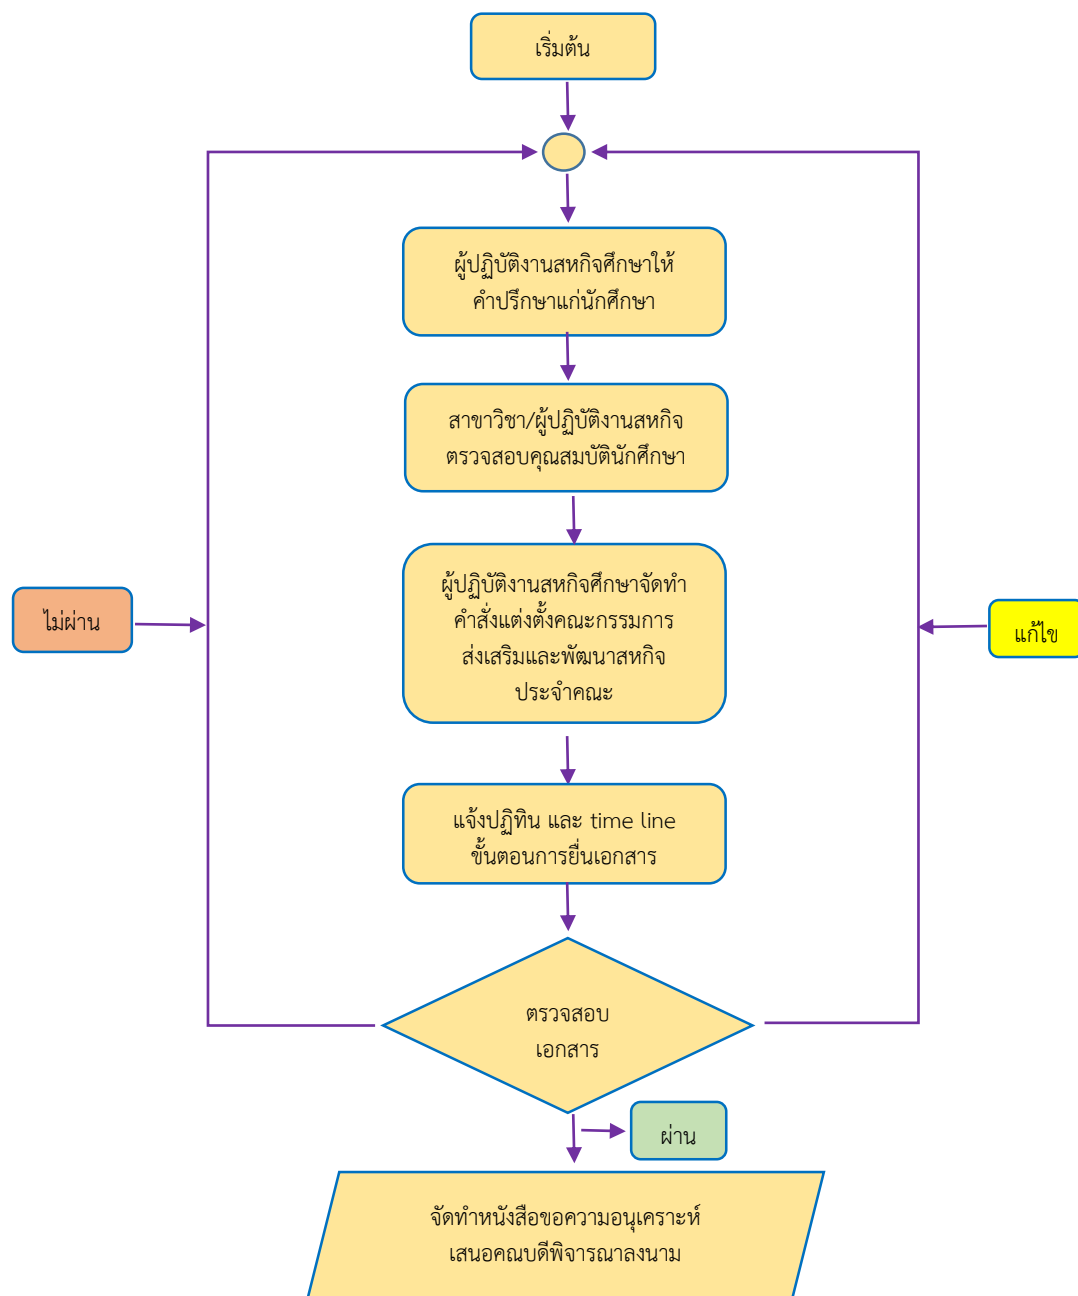 เริ่มต้น
ผู้ปฏิบัติงานสหกิจศึกษาให้
คำปรึกษาแก่นักศึกษา
สาขาวิชา/ผู้ปฏิบัติงานสหกิจ
ตรวจสอบคุณสมบัตินักศึกษา
ผู้ปฏิบัติงานสหกิจศึกษาจัดทำ
คำสั่งแต่งตั้งคณะกรรมการ
ส่งเสริมและพัฒนาสหกิจ
ประจำคณะ
ไม่ผ่าน
แก้ไข
แจ้งปฏิทิน และ time line
ขั้นตอนการยื่นเอกสาร
ตรวจสอบ
เอกสาร
ผ่าน
จัดทำหนังสือขอความอนุเคราะห์
เสนอคณบดีพิจารณาลงนาม